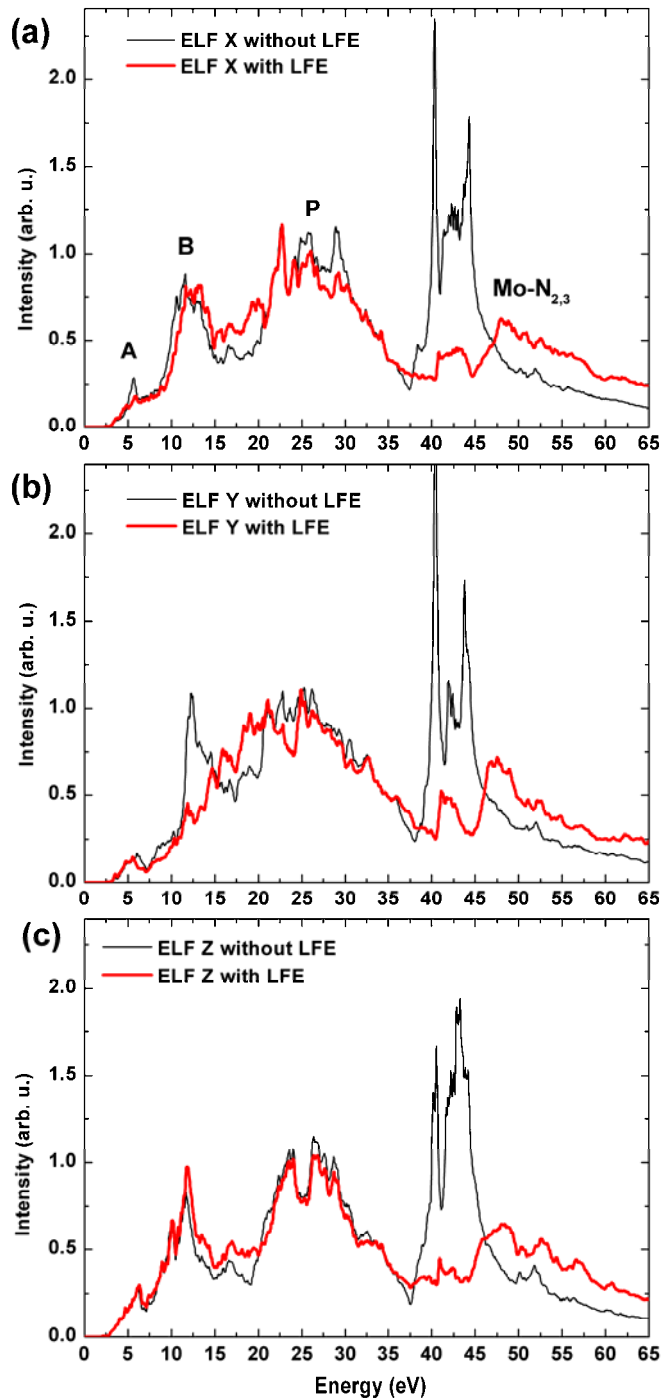 (a)
ELF X without LFE
ELF X with LFE
2.0
1.5
1.0
0.5
0.0
Intensity (arb. u.)
A
B
P
Mo-N2,3
0 5 10 15 20 25 30 35 40 45 50 55 60 65
(b)
ELF Y without LFE
ELF Y with LFE
2.0
1.5
1.0
0.5
0.0
Intensity (arb. u.)
0 5 10 15 20 25 30 35 40 45 50 55 60 65
(c)
ELF Z without LFE
ELF Z with LFE
2.0
1.5
1.0
0.5
0.0
Intensity (arb. u.)
0 5 10 15 20 25 30 35 40 45 50 55 60 65
Energy (eV)